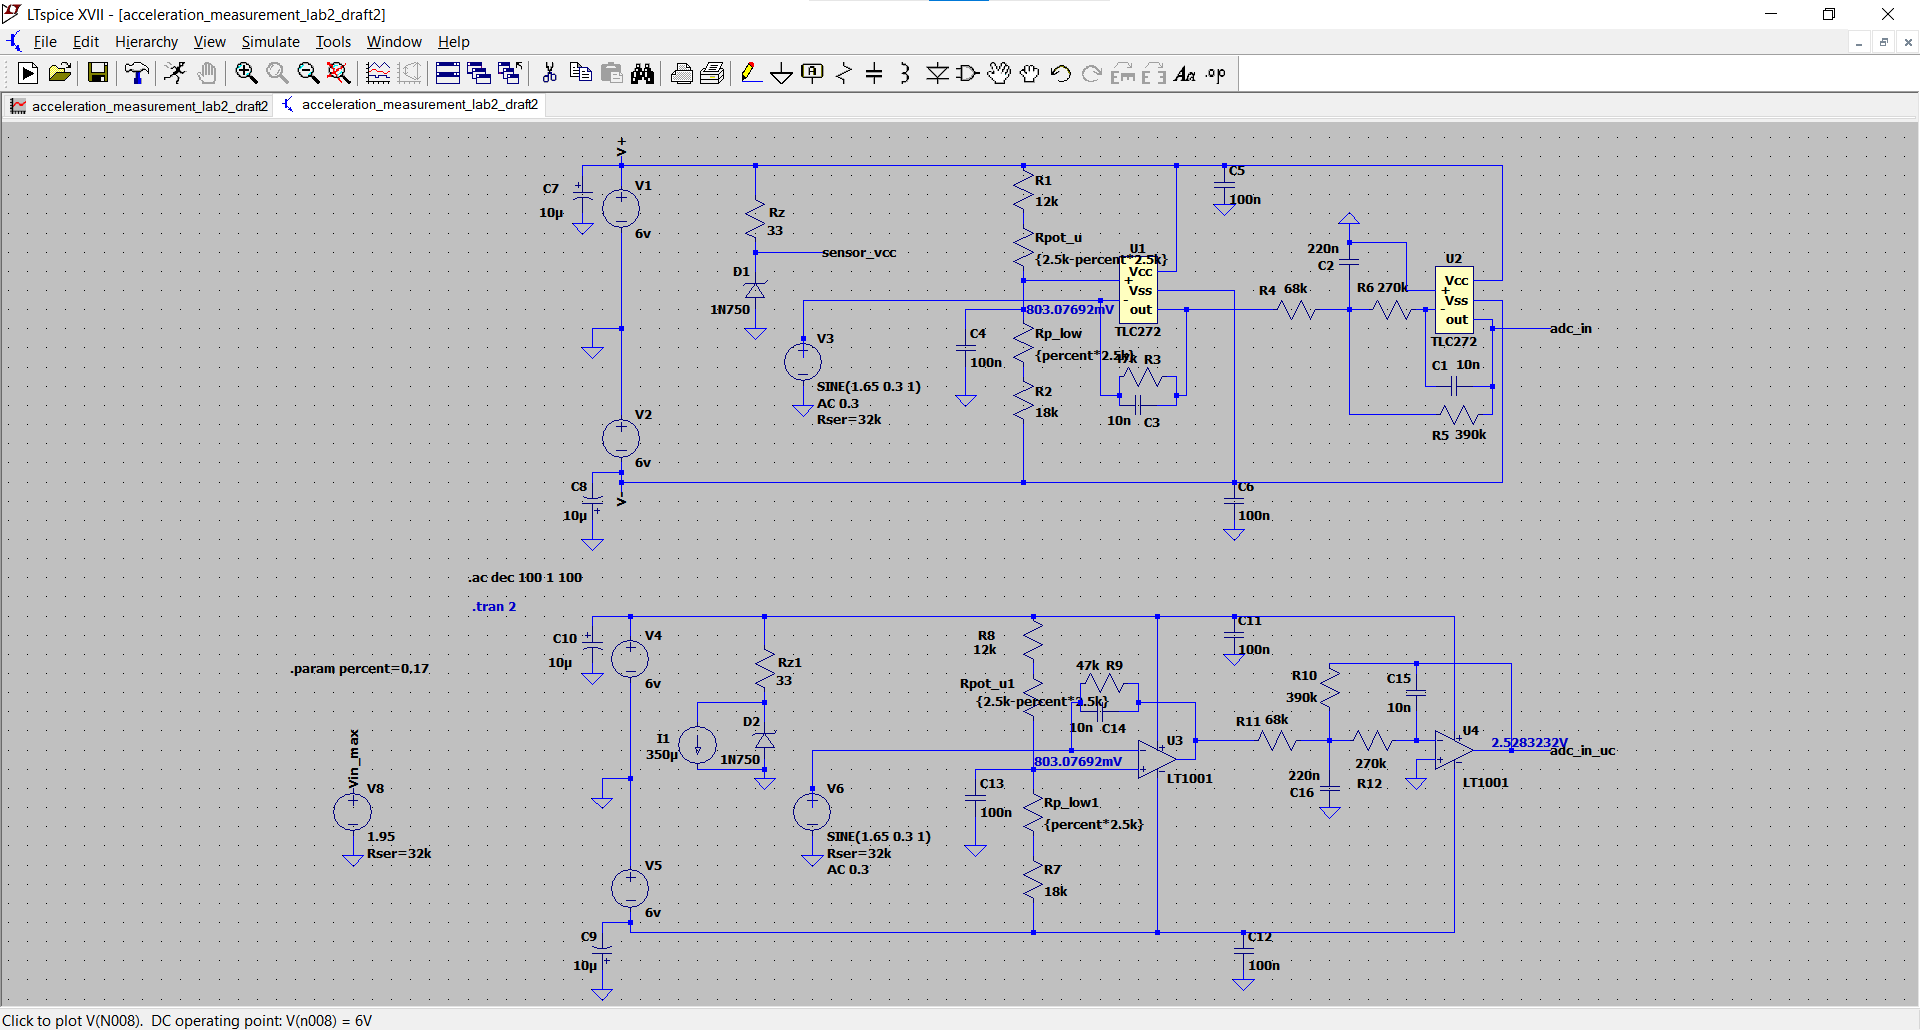 LTspice XVII - [acceleration_measurement_lab2_draft2]
File Edit Hierarchy View Simulate Tools Window Help
.op
acceleration_measurement_lab2_draft2
acceleration_measurement_lab2_draft2
V+
C7
10µ
V1
6v
Rz
33
sensor_vcc
D1
1N750
R1
12k
Rpot_u
{2.5k-percent*2.5k}
C5
100n
U1
Vcc
Vss
out
TLC272
803.07692mV
V3
SINE(1.65 0.3 1)
AC 0.3
Rser=32k
C4
100n
Rp_low
{percent*2.5k}
R2
18k
47k R3
10n C3
R4 68k
220n
C2
R6 270k
U2
Vcc
Vss
out
TLC272
adc_in
C1 10n
R5 390k
V2
6v
C8
10µ
V-
C6
100n
.ac dec 100 1 100
.tran 2
.param percent=0.17
Vin_max
V8
1.95
Rser=32k
C10
10µ
V4
6v
Rz1
33
I1
350µ
D2
1N750
R8
12k
Rpot_u1
{2.5k-percent*2.5k}
47k R9
10n C14
C11
100n
U3
LT1001
803.07692mV
V6
SINE(1.65 0.3 1)
Rser=32k
AC 0.3
C13
100n
Rp_low1
{percent*2.5k}
R7
18k
R11 68k
R10
390k
C15
10n
U4
LT1001
2.5283232V
adc_in_uc
270k
R12
220n
C16
V5
6v
C9
10µ
C12
100n
Click to plot V(N008). DC operating point: V(n008) = 6V